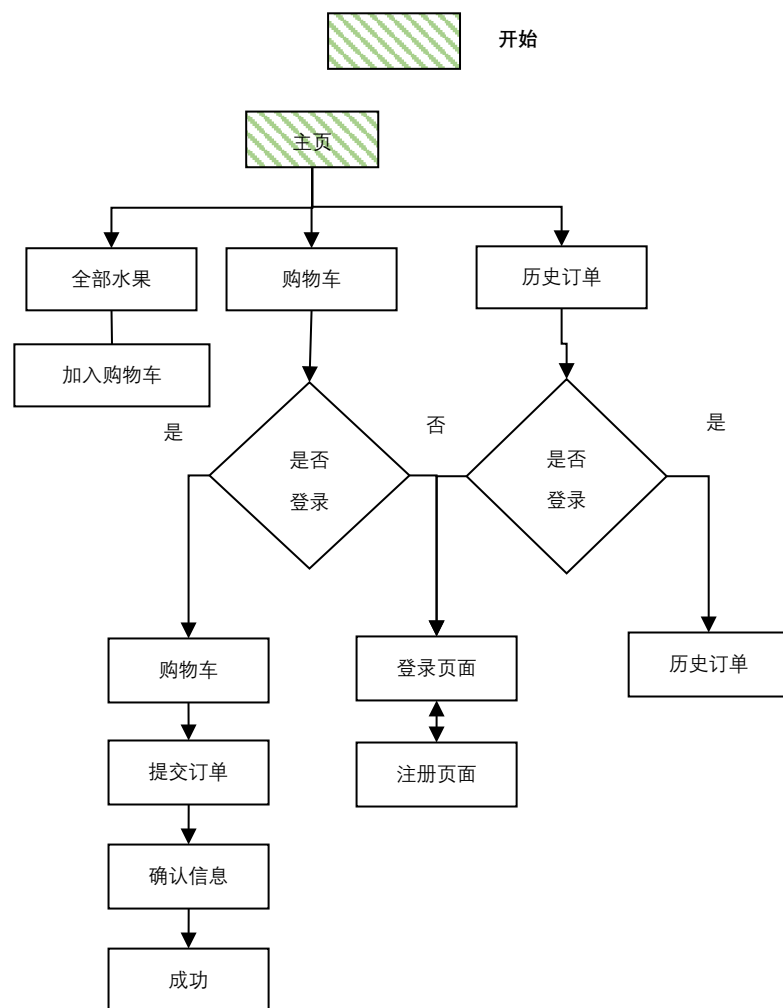 开始
主页
全部水果
购物车
历史订单
加入购物车
是
否
是
是否
登录
是否
登录
购物车
登录页面
历史订单
提交订单
注册页面
确认信息
成功